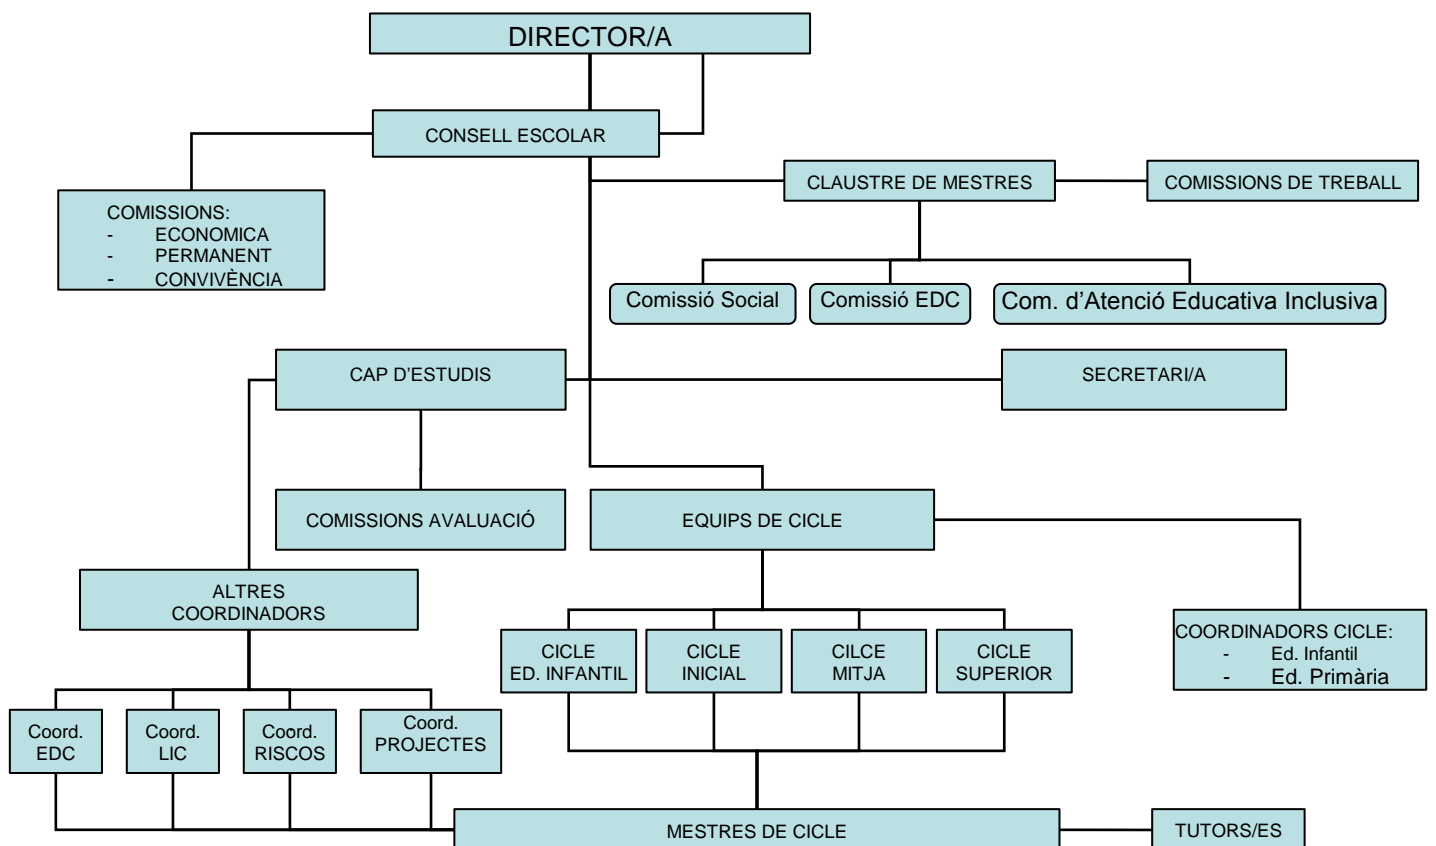 DIRECTOR/A
CONSELL ESCOLAR
CLAUSTRE DE MESTRES
COMISSIONS DE TREBALL
COMISSIONS:
- ECONOMICA
- PERMANENT
- CONVIVÈNCIA
Comissió Social
Comissió EDC
Com. d’Atenció Educativa Inclusiva
CAP D’ESTUDIS
SECRETARI/A
COMISSIONS AVALUACIÓ
EQUIPS DE CICLE
ALTRES
COORDINADORS
CICLE
ED. INFANTIL
CICLE
INICIAL
CILCE
MITJA
CICLE
SUPERIOR
COORDINADORS CICLE:
- Ed. Infantil
- Ed. Primària
Coord.
EDC
Coord.
LIC
Coord.
RISCOS
Coord.
PROJECTES
MESTRES DE CICLE
TUTORS/ES